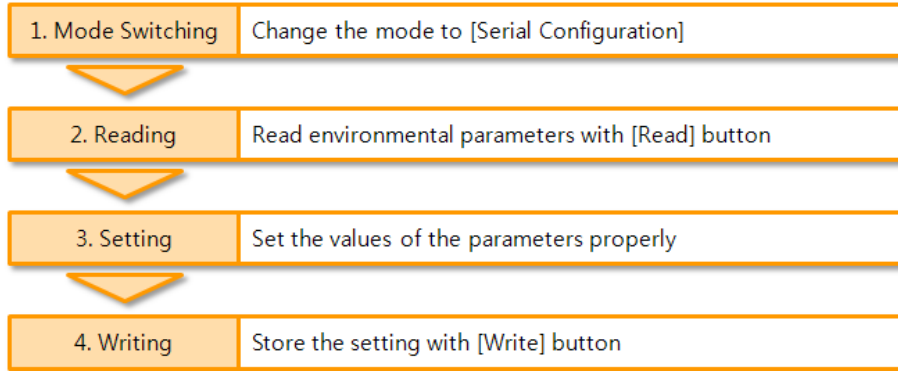 1. Mode Switching Change the mode to [Serial Configuration]
2. Reading Read environmental parameters with [Read] button
3. Setting Set the values of the parameters properly
4. Writing Store the setting with [Write] button